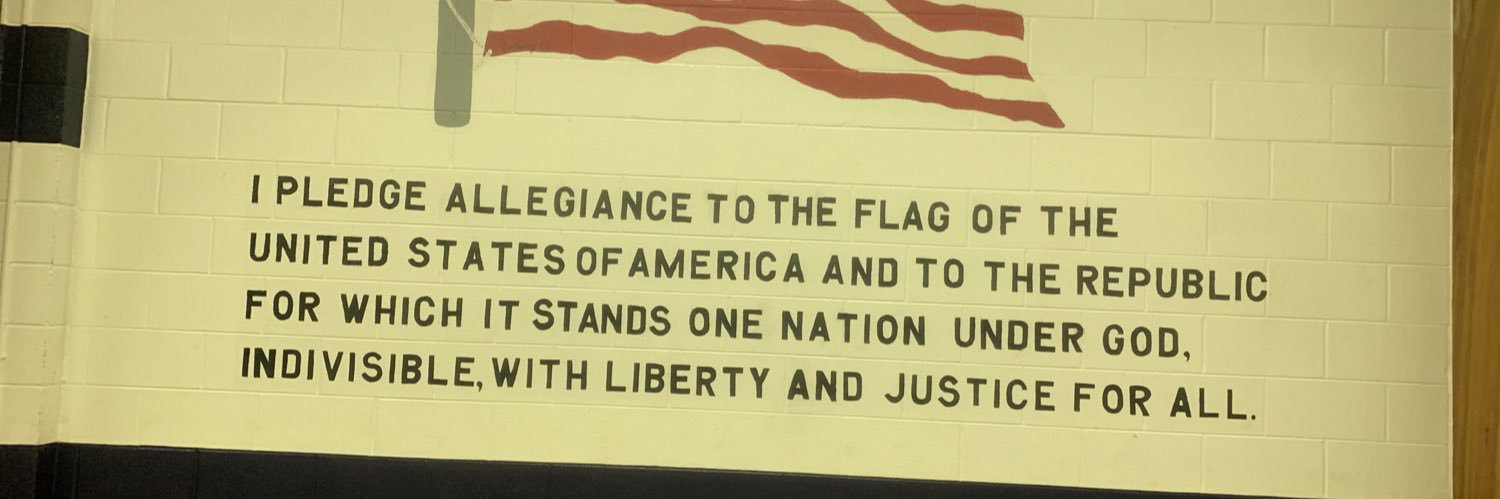 I PLEDGE ALLEGIANCE TO THE FLAG OF THE
UNITED STATES OF AMERICA AND TO THE REPUBLIC
FOR WHICH IT STANDS ONE NATION UNDER GOD,
INDIVISIBLE, WITH LIBERTY AND JUSTICE FOR ALL.